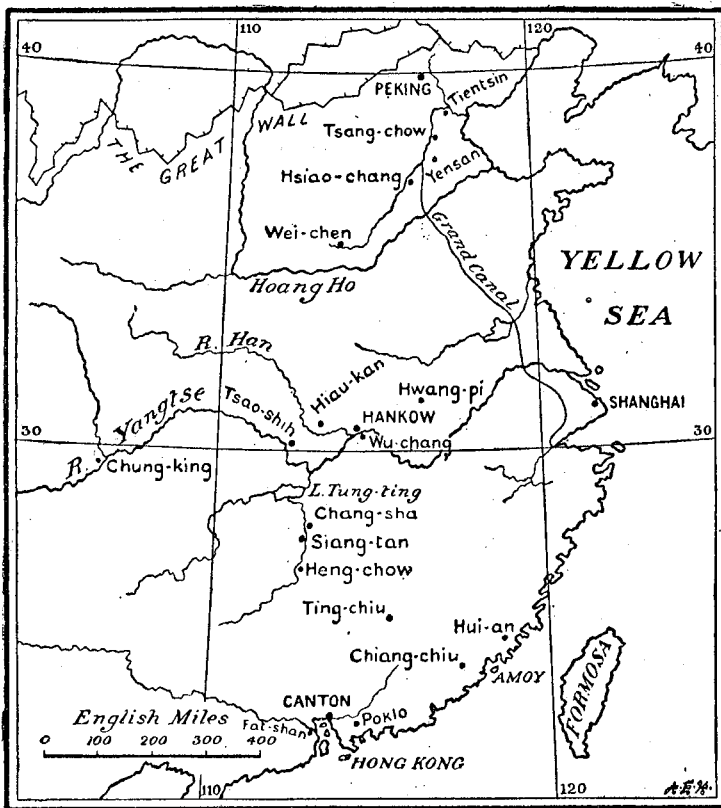 110
120
40
40
PEKING
Tientsin
THE GREAT WALL
Tsang-chow
Yensan
Hsiao-chang
Wei-chen
Grand Canal
YELLOW
SEA
Hoang Ho
R. Han
Hiau-kan
Hwang-pi
Tsao-shih
HANKOW
SHANGHAI
Wu-chang
R. Yangtse
30
30
Chung-king
L. Tung-ting
Chang-sha
Siang-tan
Heng-chow
Ting-chiu
Hui-an
Chiang-chiu
AMOY
FORMOSA
CANTON
English Miles
Fat-shan
Poklo
0 100 200 300 400
HONG KONG
110
120